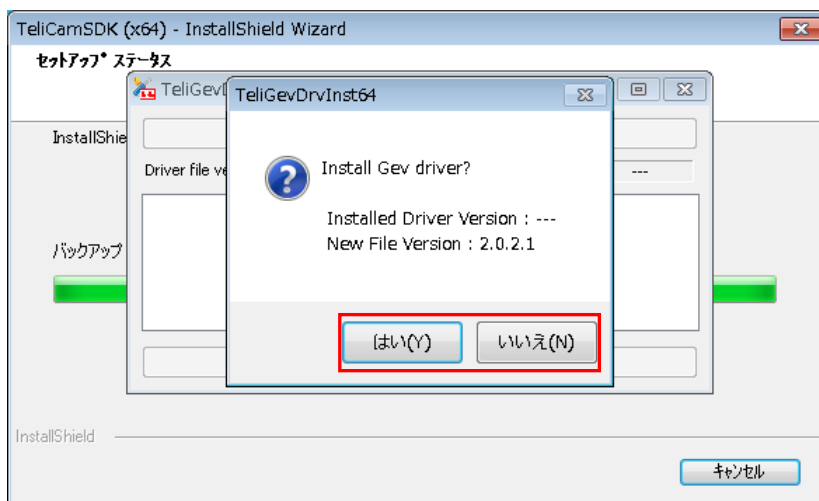 TeliCamSDK (x64) - InstallShield Wizard
セットアップ ステータス
TeliGevD
TeliGevDrvInst64
InstallShie
Driver file ve
---
Install Gev driver?
Installed Driver Version : ---
New File Version : 2.0.2.1
バックアップ
はい(Y)
いいえ(N)
InstallShield
キャンセル